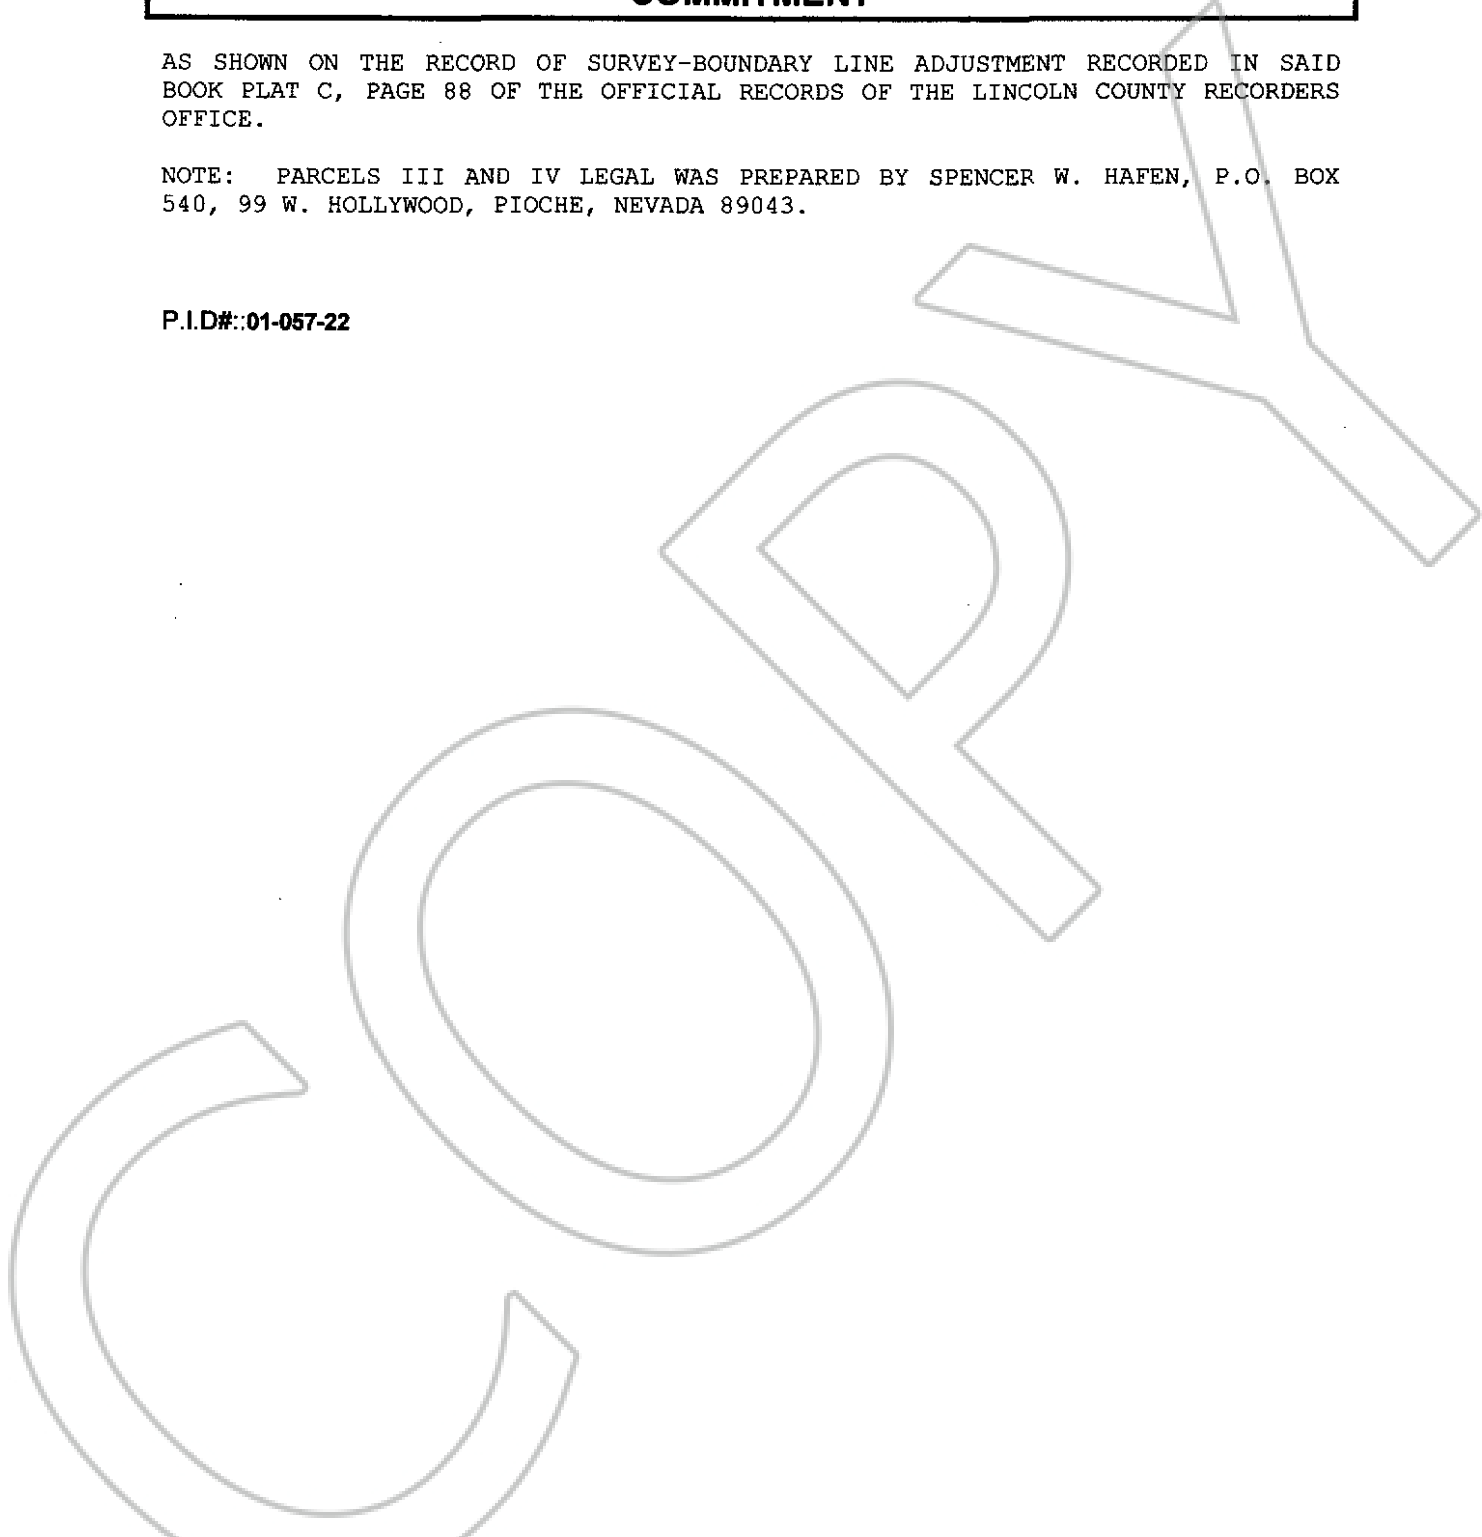 COMMITMENT
AS SHOWN ON THE RECORD OF SURVEY-BOUNDARY LINE ADJUSTMENT RECORDED IN SAID
BOOK PLAT C, PAGE 88 OF THE OFFICIAL RECORDS OF THE LINCOLN COUNTY RECORDERS
OFFICE.
NOTE: PARCELS III AND IV LEGAL WAS PREPARED BY SPENCER W. HAFEN, P.O. BOX
540, 99 W. HOLLYWOOD, PIOCHE, NEVADA 89043.
P.I.D#::01-057-22
COPY